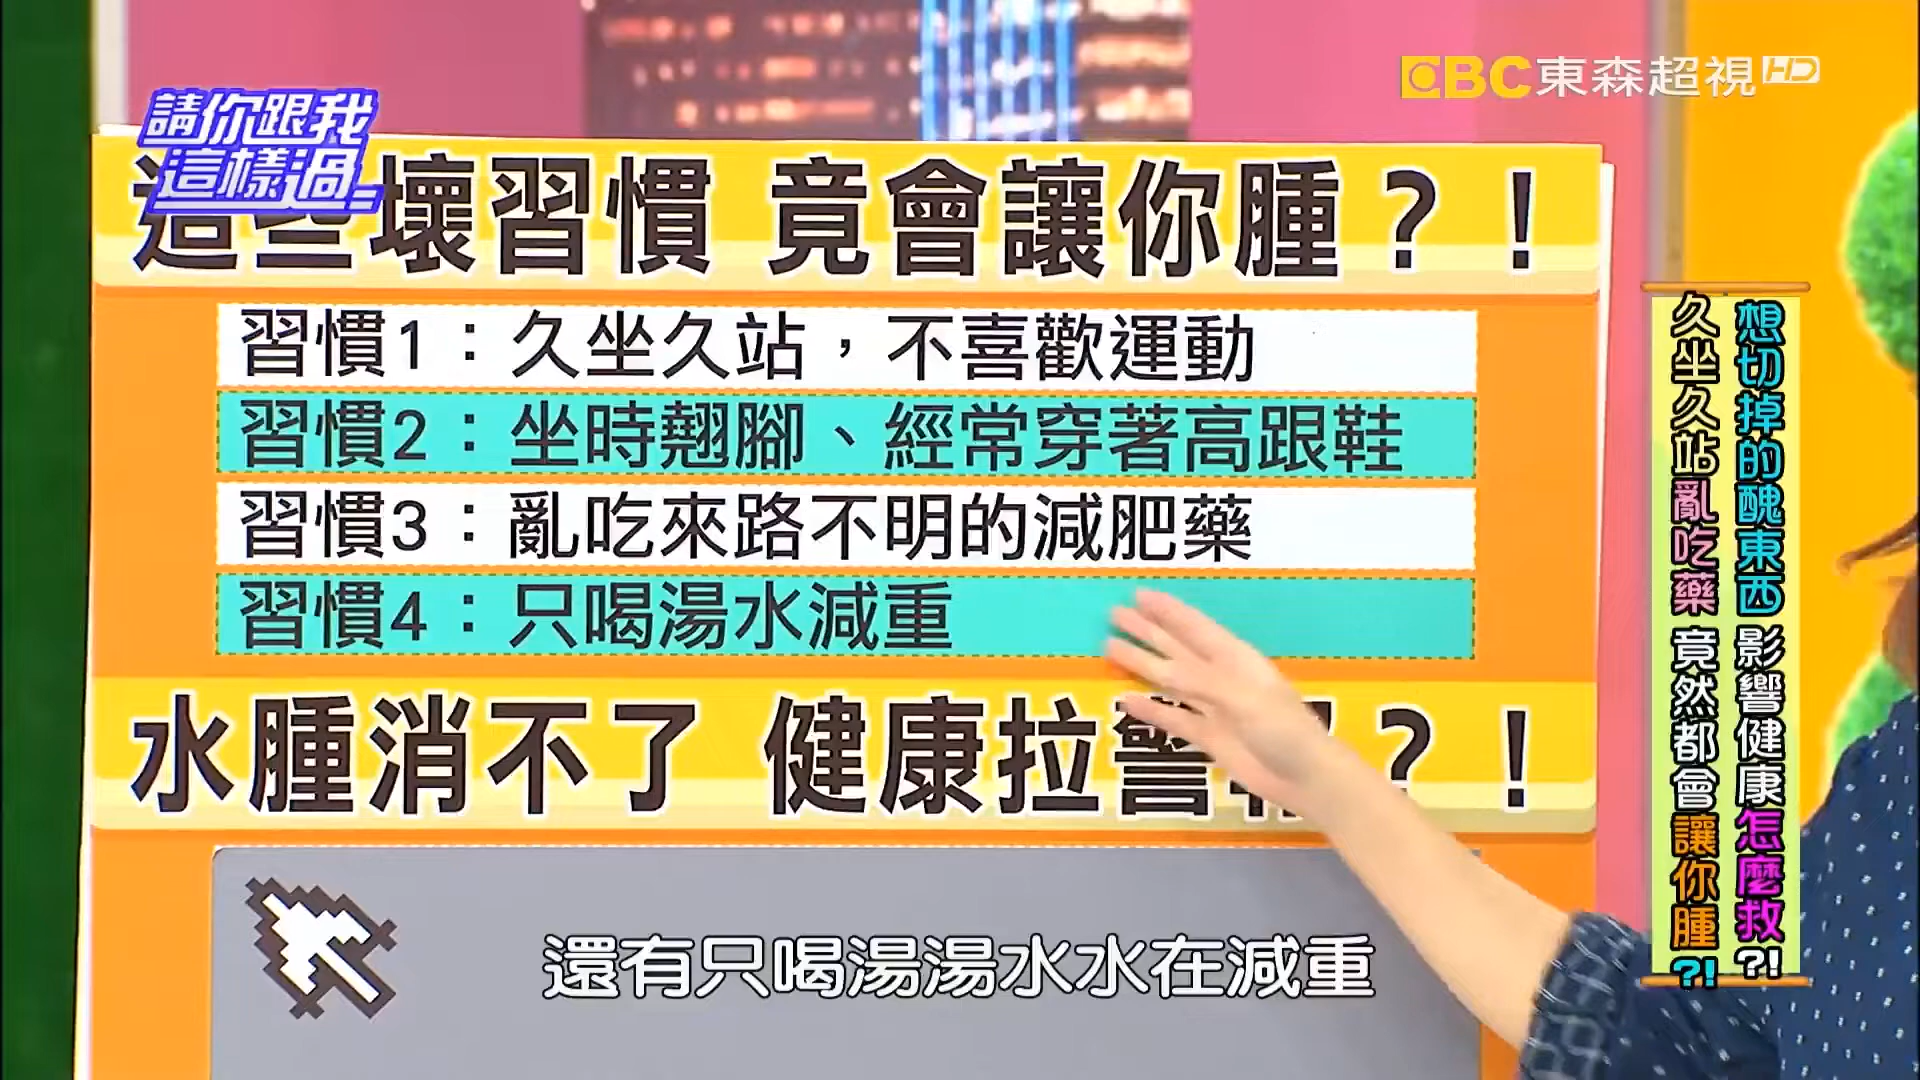 EBC東森超視HD
請你跟我
這樣過
這些壞習慣 竟會讓你腫?!
習慣1：久坐久站，不喜歡運動
習慣2：坐時翹腳、經常穿著高跟鞋
習慣3：亂吃來路不明的減肥藥
習慣4：只喝湯水減重
水腫消不了 健康拉警報?!
想切掉的醜東西 影響健康怎麼救?!
久坐久站亂吃藥 竟然都會讓你腫?!
還有只喝湯湯水水在減重